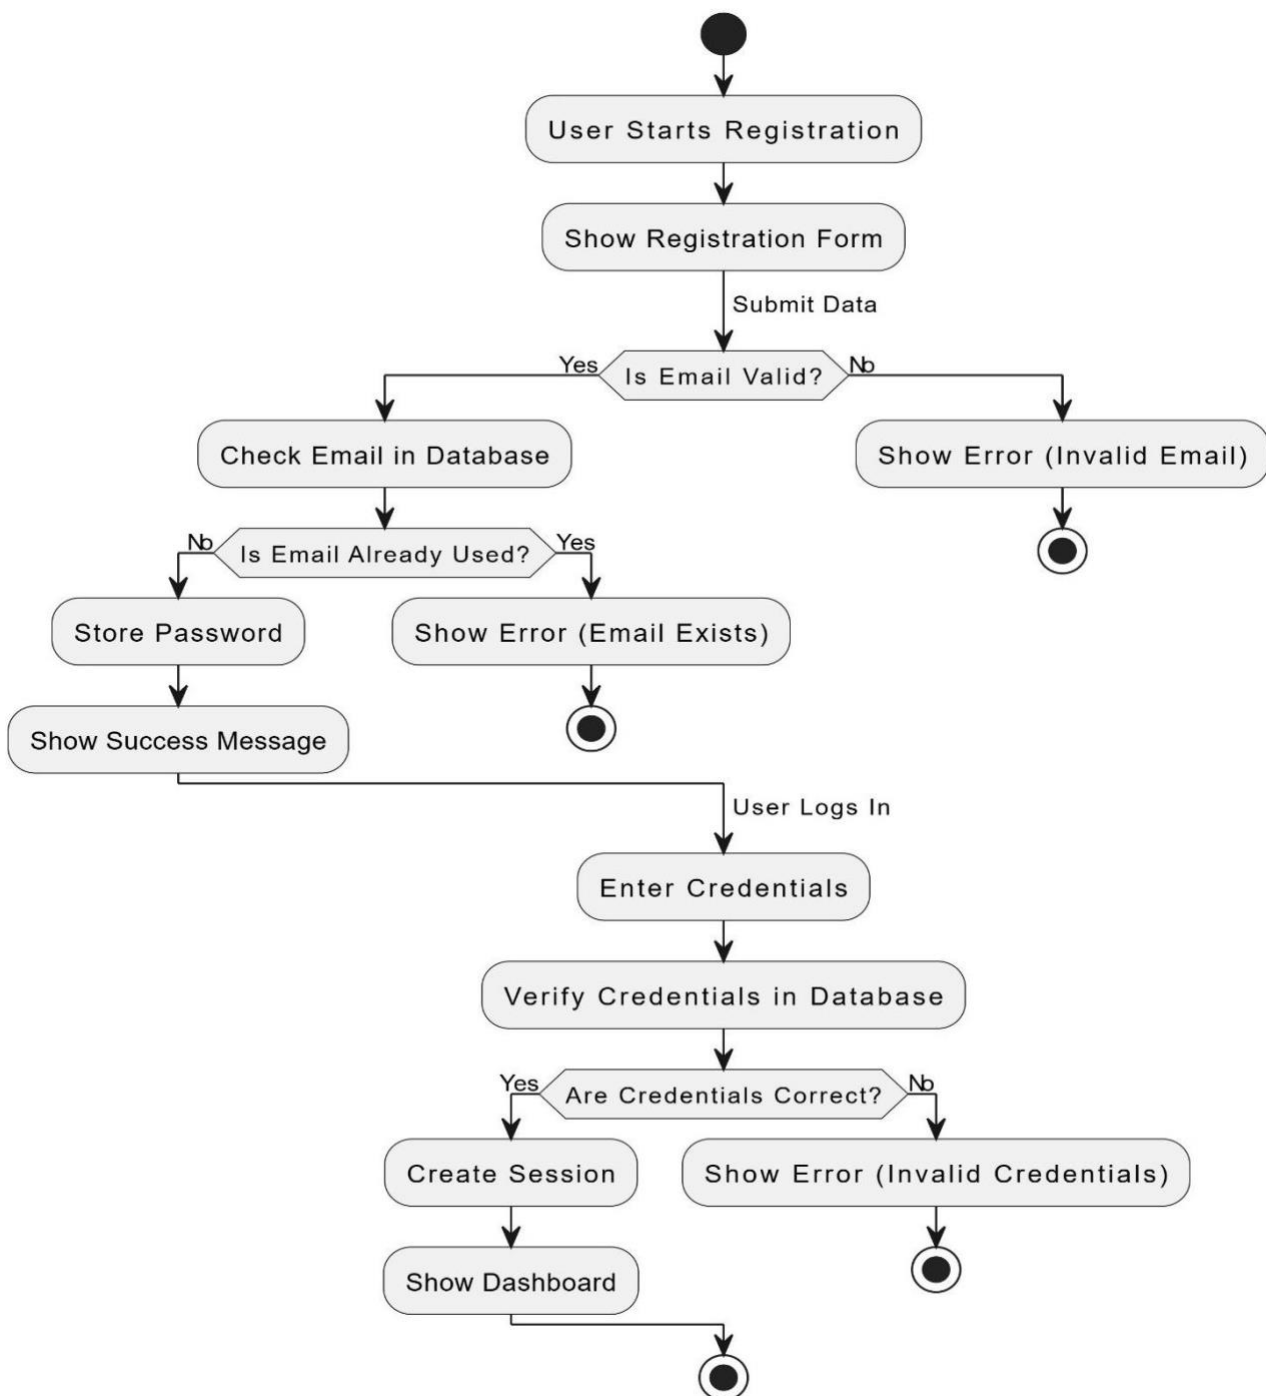 User Starts Registration
Show Registration Form
Submit Data
Yes
Is Email Valid?
No
Check Email in Database
Show Error (Invalid Email)
No
Is Email Already Used?
Yes
Store Password
Show Error (Email Exists)
Show Success Message
User Logs In
Enter Credentials
Verify Credentials in Database
Yes
Are Credentials Correct?
No
Create Session
Show Error (Invalid Credentials)
Show Dashboard